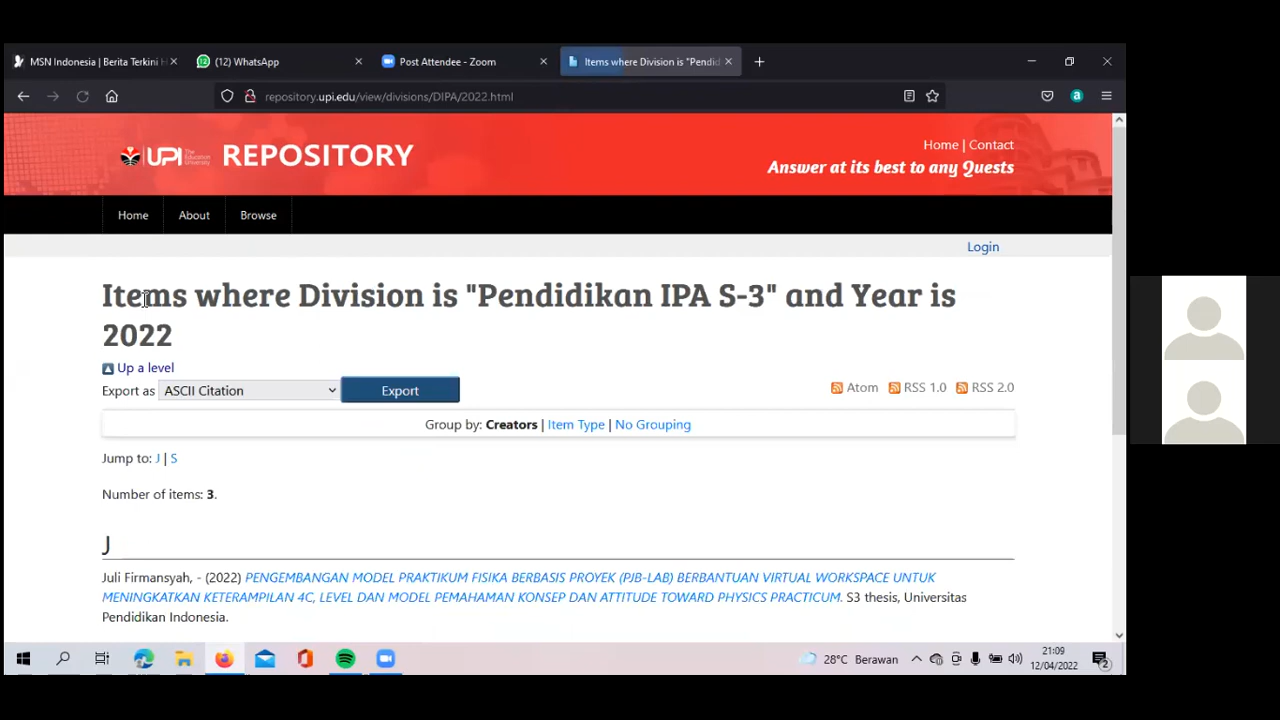 MSN Indonesia | Berita Terkini H
(12) WhatsApp
Post Attendee - Zoom
Items where Division is "Pendid
repository.upi.edu/view/divisions/DIPA/2022.html
UPI The Education University REPOSITORY
Home | Contact
Answer at its best to any Quests
Home About Browse
Login
Items where Division is "Pendidikan IPA S-3" and Year is
2022
Up a level
Export as ASCII Citation Export
Atom RSS 1.0 RSS 2.0
Group by: Creators | Item Type | No Grouping
Jump to: J | S
Number of items: 3.
J
Juli Firmansyah, - (2022) PENGEMBANGAN MODEL PRAKTIKUM FISIKA BERBASIS PROYEK (PJB-LAB) BERBANTUAN VIRTUAL WORKSPACE UNTUK
MENINGKATKAN KETERAMPILAN 4C, LEVEL DAN MODEL PEMAHAMAN KONSEP DAN ATTITUDE TOWARD PHYSICS PRACTICUM. S3 thesis, Universitas
Pendidikan Indonesia.
28°C Berawan
21:09
12/04/2022
2